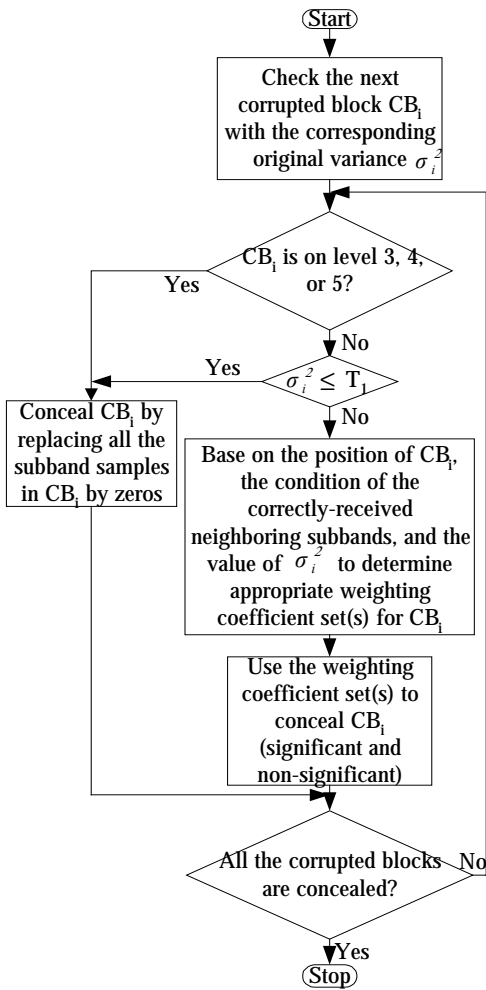 Start
Check the next
corrupted block CBi
with the corresponding
original variance σi²
CBi is on level 3, 4,
or 5?
Yes
No
Yes
σi² ≤ T1
No
Conceal CBi by
replacing all the
subband samples
in CBi by zeros
Base on the position of CBi,
the condition of the
correctly-received
neighboring subbands, and the
value of σi² to determine
appropriate weighting
coefficient set(s) for CBi
Use the weighting
coefficient set(s) to
conceal CBi
(significant and
non-significant)
All the corrupted blocks
are concealed?
No
Yes
Stop